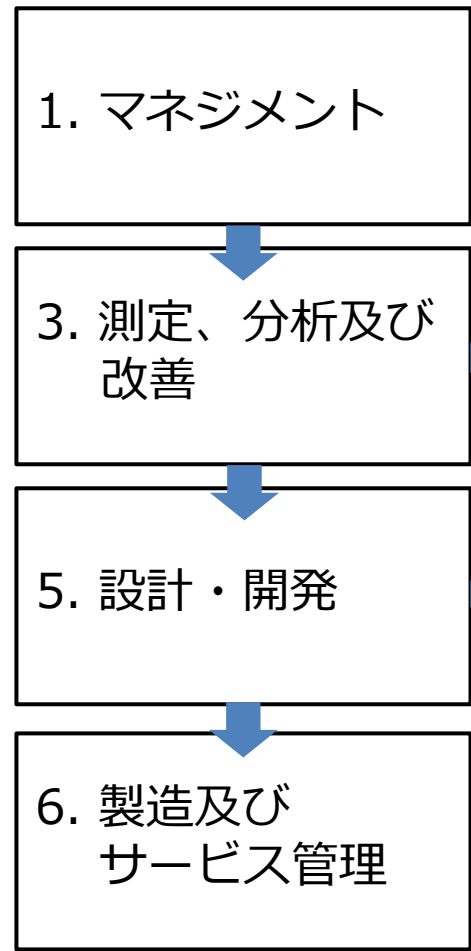 1. マネジメント
3. 測定、分析及び
改善
5. 設計・開発
6. 製造及び
サービス管理